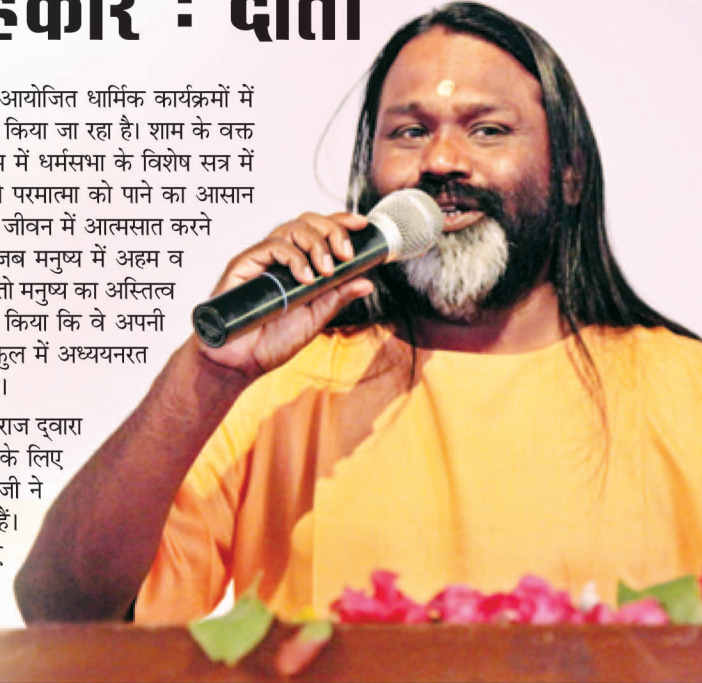 : दाती
आयोजित धार्मिक कार्यक्रमों में
किया जा रहा है। शाम के वक्त
में धर्मसभा के विशेष सत्र में
परमात्मा को पाने का आसान
जीवन में आत्मसात करने
जब मनुष्य में अहम व
तो मनुष्य का अस्तित्व
किया कि वे अपनी
में अध्ययनरत
।
द्वारा
के लिए
जी ने
हैं।